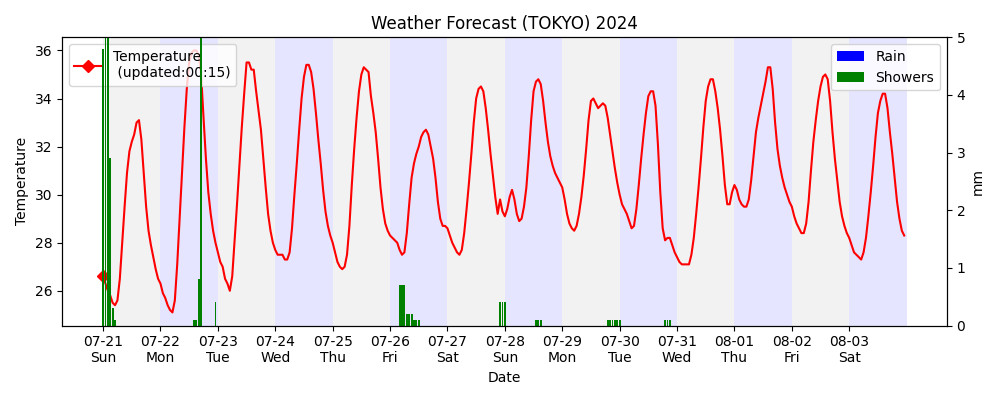 Weather Forecast (TOKYO) 2024
Temperature
(updated:00:15)
Rain
Showers
Temperature
36
34
32
30
28
26
5
4
3
2
1
0
mm
07-21 07-22 07-23 07-24 07-25 07-26 07-27 07-28 07-29 07-30 07-31 08-01 08-02 08-03
Sun Mon Tue Wed Thu Fri Sat Sun Mon Tue Wed Thu Fri Sat
Date